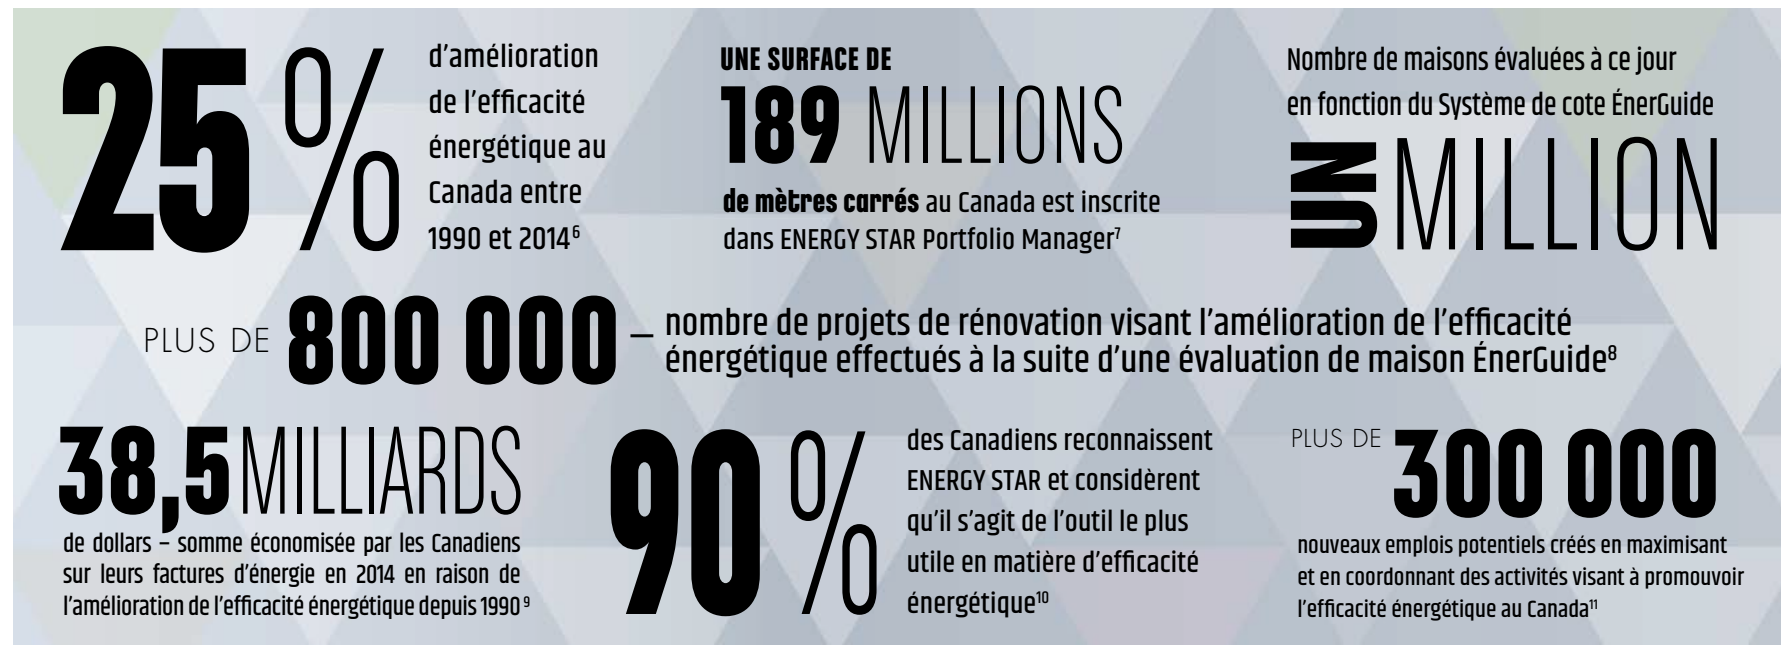 25 %
d’amélioration
de l’efficacité
énergétique au
Canada entre
1990 et 2014⁶
UNE SURFACE DE
189 MILLIONS
de mètres carrés au Canada est inscrite
dans ENERGY STAR Portfolio Manager⁷
Nombre de maisons évaluées à ce jour
en fonction du Système de cote ÉnerGuide
UN MILLION
PLUS DE 800 000 –
nombre de projets de rénovation visant l’amélioration de l’efficacité
énergétique effectués à la suite d’une évaluation de maison ÉnerGuide⁸
38,5 MILLIARDS
de dollars – somme économisée par les Canadiens
sur leurs factures d’énergie en 2014 en raison de
l’amélioration de l’efficacité énergétique depuis 1990⁹
90 %
des Canadiens reconnaissent
ENERGY STAR et considèrent
qu’il s’agit de l’outil le plus
utile en matière d’efficacité
énergétique¹⁰
PLUS DE 300 000
nouveaux emplois potentiels créés en maximisant
et en coordonnant des activités visant à promouvoir
l’efficacité énergétique au Canada¹¹